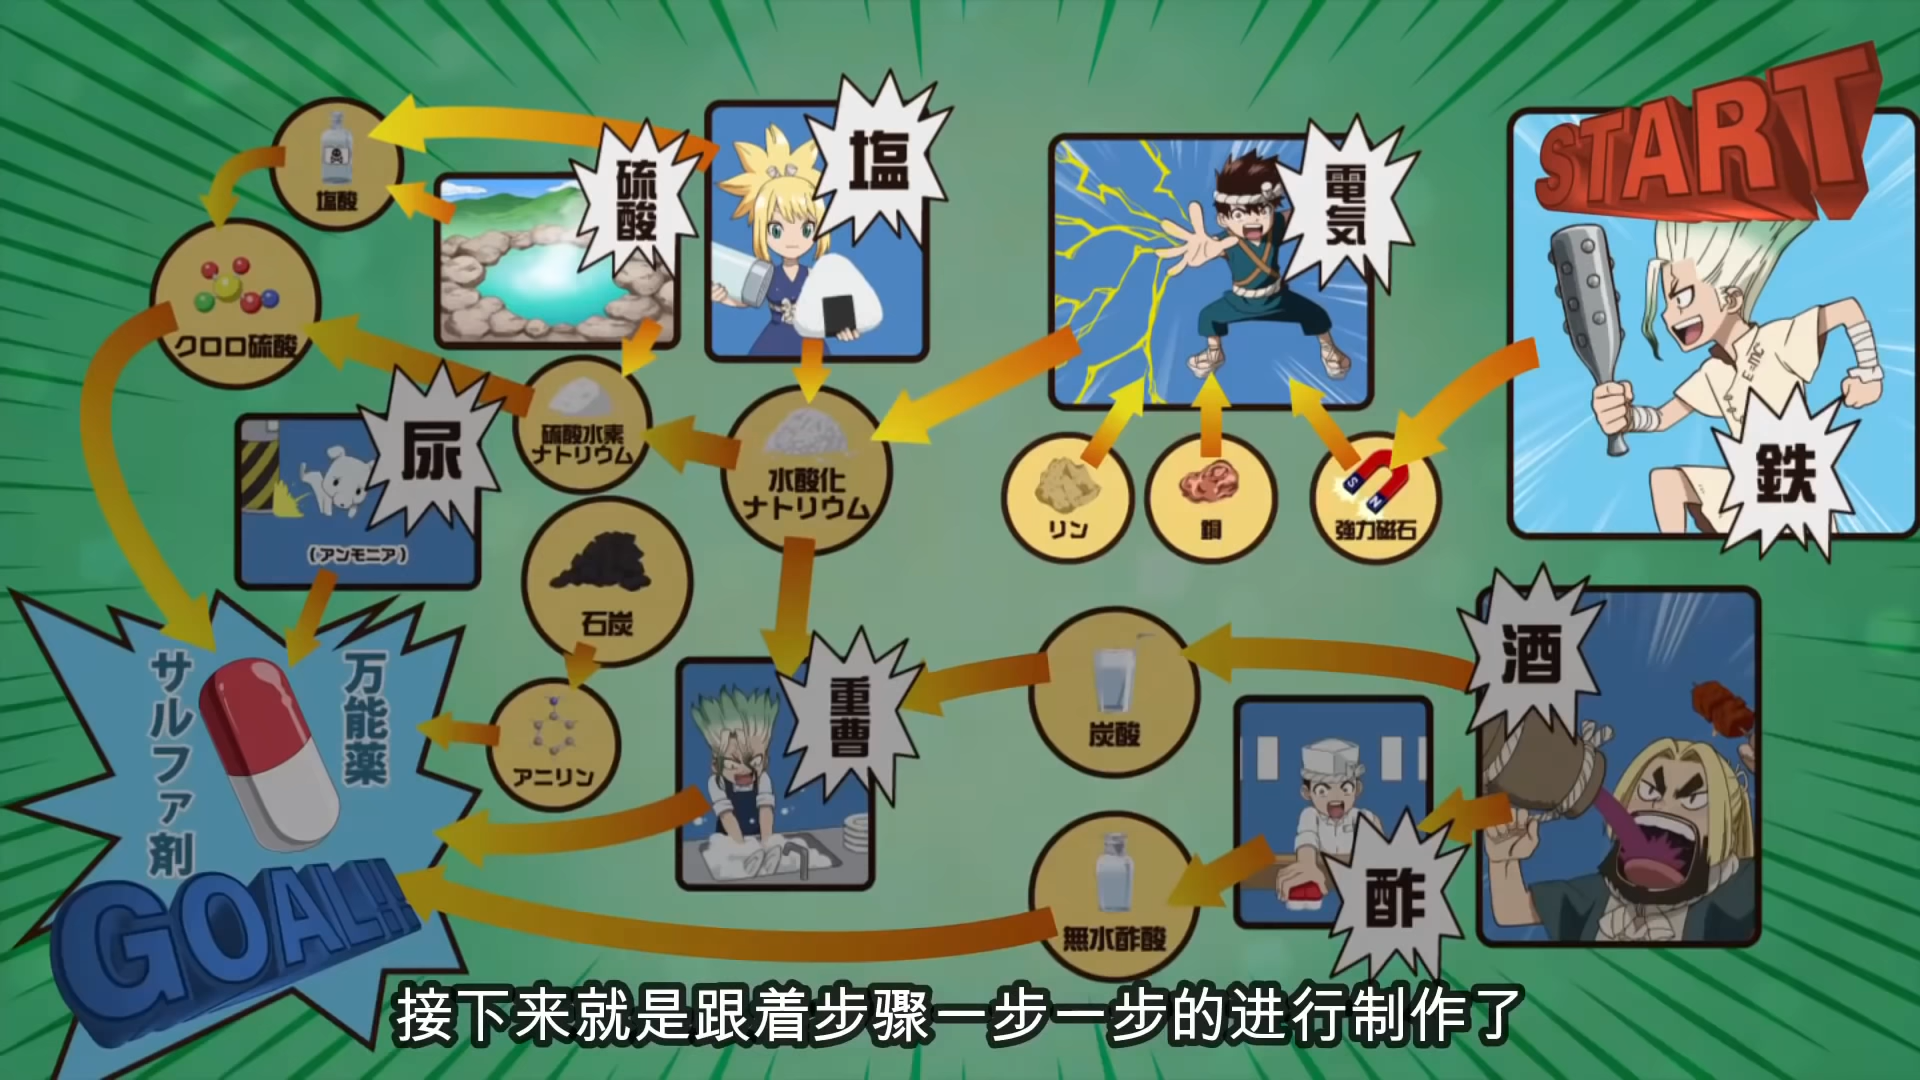 START
鉄
E=mc²
電気
リン
銅
強力磁石
S
N
塩
硫酸
塩酸
クロロ硫酸
硫酸水素
ナトリウム
水酸化
ナトリウム
尿
(アンモニア)
石炭
アニリン
重曹
炭酸
酒
酢
無水酢酸
万能薬
サルファ剤
GOAL!!
接下来就是跟着步骤一步一步的进行制作了